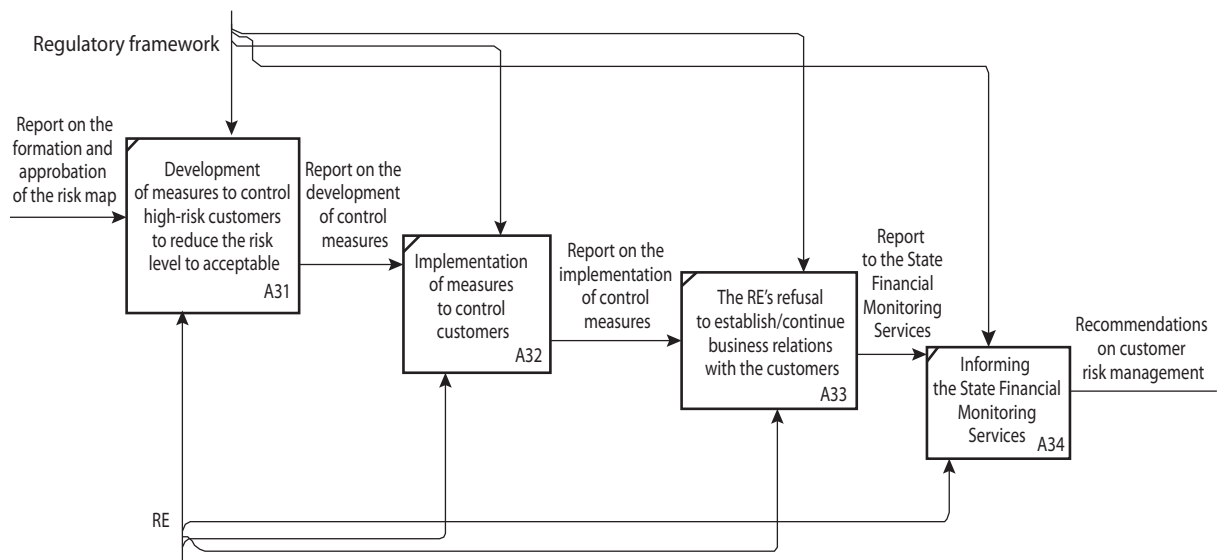 Regulatory framework
Report on the
formation and
approbation
of the risk map
Development
of measures to control
high-risk customers
to reduce the risk
level to acceptable
A31
Report on the
development
of control
measures
Implementation
of measures
to control
customers
A32
Report on the
implementation
of control
measures
The RE's refusal
to establish/continue
business relations
with the customers
A33
Report
to the State
Financial
Monitoring
Services
Informing
the State Financial
Monitoring
Services
A34
Recommendations
on customer
risk management
RE